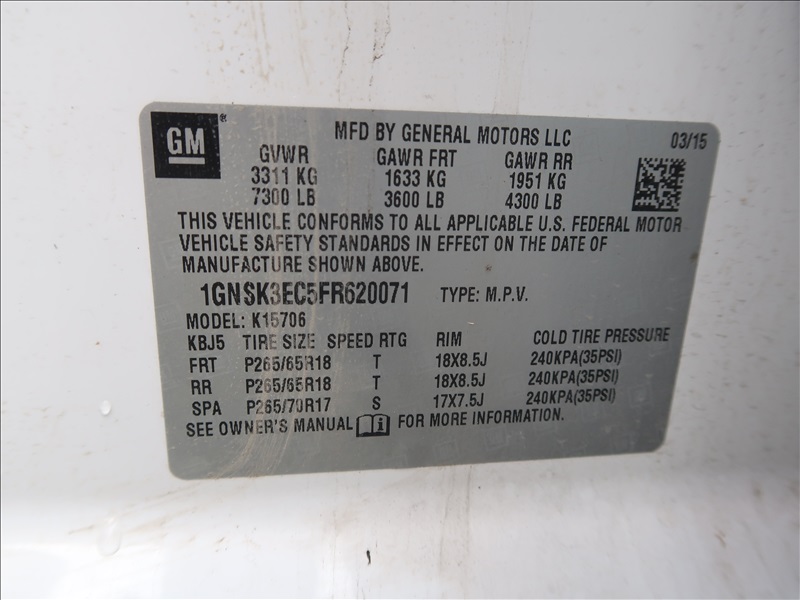 GM ® MFD BY GENERAL MOTORS LLC 03/15
GVWR GAWR FRT GAWR RR
3311 KG 1633 KG 1951 KG
7300 LB 3600 LB 4300 LB
THIS VEHICLE CONFORMS TO ALL APPLICABLE U.S. FEDERAL MOTOR
VEHICLE SAFETY STANDARDS IN EFFECT ON THE DATE OF
MANUFACTURE SHOWN ABOVE.
1GNSK3EC5FR620071 TYPE: M.P.V.
MODEL: K15706
KBJ5 TIRE SIZE SPEED RTG RIM COLD TIRE PRESSURE
FRT P265/65R18 T 18X8.5J 240KPA(35PSI)
RR P265/65R18 T 18X8.5J 240KPA(35PSI)
SPA P265/70R17 S 17X7.5J 240KPA(35PSI)
SEE OWNER'S MANUAL FOR MORE INFORMATION.